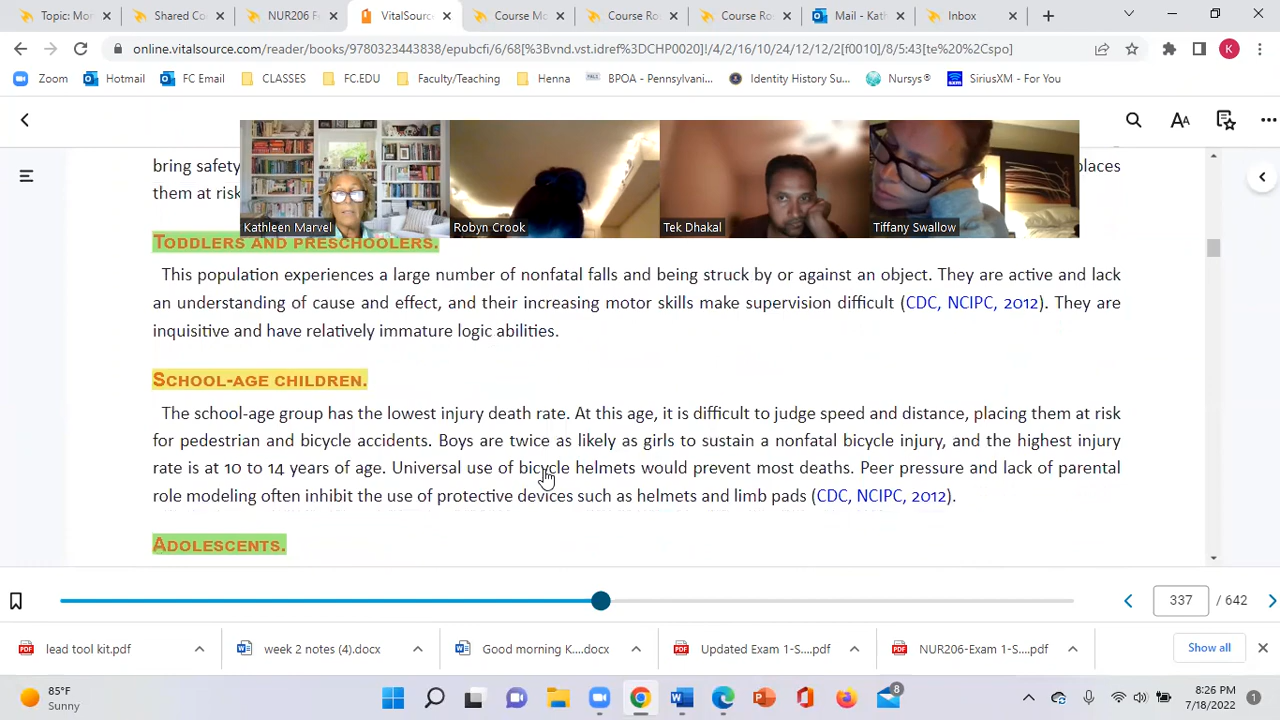 Topic: Mor
Shared Co
NUR206 F
VitalSource
Course Mo
Course Ro
Course Ro
Mail - Kath
Inbox
online.vitalsource.com/reader/books/9780323443838/epubcfi/6/68[%3Bvnd.vst.idref%3DCHP0020]!/4/2/16/10/24/12/12/2[f0010]/8/5:43[te%20%2Cspo]
Zoom
Hotmail
FC Email
CLASSES
FC.EDU
Faculty/Teaching
Henna
BPOA - Pennsylvani...
Identity History Su...
Nursys®
SiriusXM - For You
AA
bring safety
places
them at risk
Kathleen Marvel
Robyn Crook
Tek Dhakal
Tiffany Swallow
TODDLERS AND PRESCHOOLERS.
This population experiences a large number of nonfatal falls and being struck by or against an object. They are active and lack
an understanding of cause and effect, and their increasing motor skills make supervision difficult (CDC, NCIPC, 2012). They are
inquisitive and have relatively immature logic abilities.
SCHOOL-AGE CHILDREN.
The school-age group has the lowest injury death rate. At this age, it is difficult to judge speed and distance, placing them at risk
for pedestrian and bicycle accidents. Boys are twice as likely as girls to sustain a nonfatal bicycle injury, and the highest injury
rate is at 10 to 14 years of age. Universal use of bicycle helmets would prevent most deaths. Peer pressure and lack of parental
role modeling often inhibit the use of protective devices such as helmets and limb pads (CDC, NCIPC, 2012).
ADOLESCENTS.
337 / 642
lead tool kit.pdf
week 2 notes (4).docx
Good morning K....docx
Updated Exam 1-S....pdf
NUR206-Exam 1-S....pdf
Show all
85°F
Sunny
8
8:26 PM
7/18/2022
1